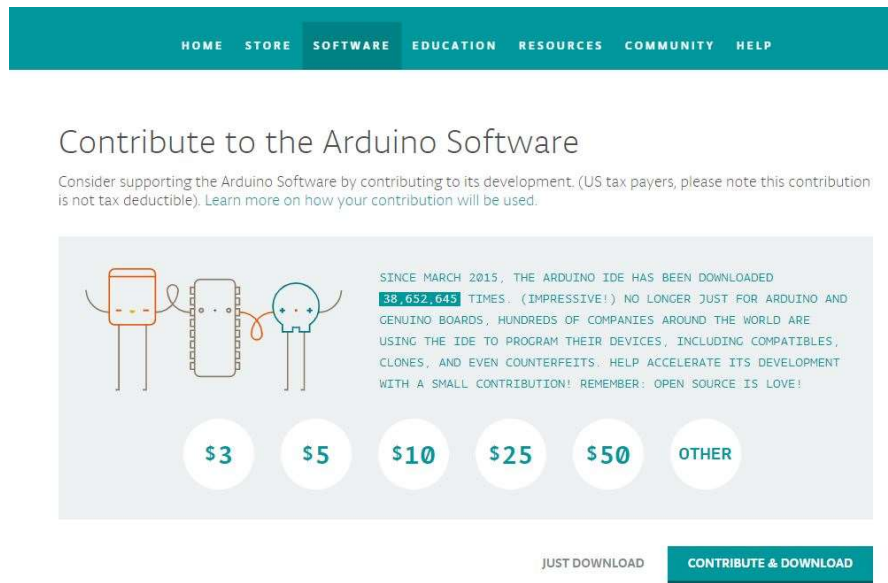 HOME STORE SOFTWARE EDUCATION RESOURCES COMMUNITY HELP
Contribute to the Arduino Software
Consider supporting the Arduino Software by contributing to its development. (US tax payers, please note this contribution
is not tax deductible). Learn more on how your contribution will be used.
SINCE MARCH 2015, THE ARDUINO IDE HAS BEEN DOWNLOADED
38,652,645 TIMES. (IMPRESSIVE!) NO LONGER JUST FOR ARDUINO AND
GENUINO BOARDS, HUNDREDS OF COMPANIES AROUND THE WORLD ARE
USING THE IDE TO PROGRAM THEIR DEVICES, INCLUDING COMPATIBLES,
CLONES, AND EVEN COUNTERFEITS. HELP ACCELERATE ITS DEVELOPMENT
WITH A SMALL CONTRIBUTION! REMEMBER: OPEN SOURCE IS LOVE!
$3 $5 $10 $25 $50 OTHER
JUST DOWNLOAD CONTRIBUTE & DOWNLOAD